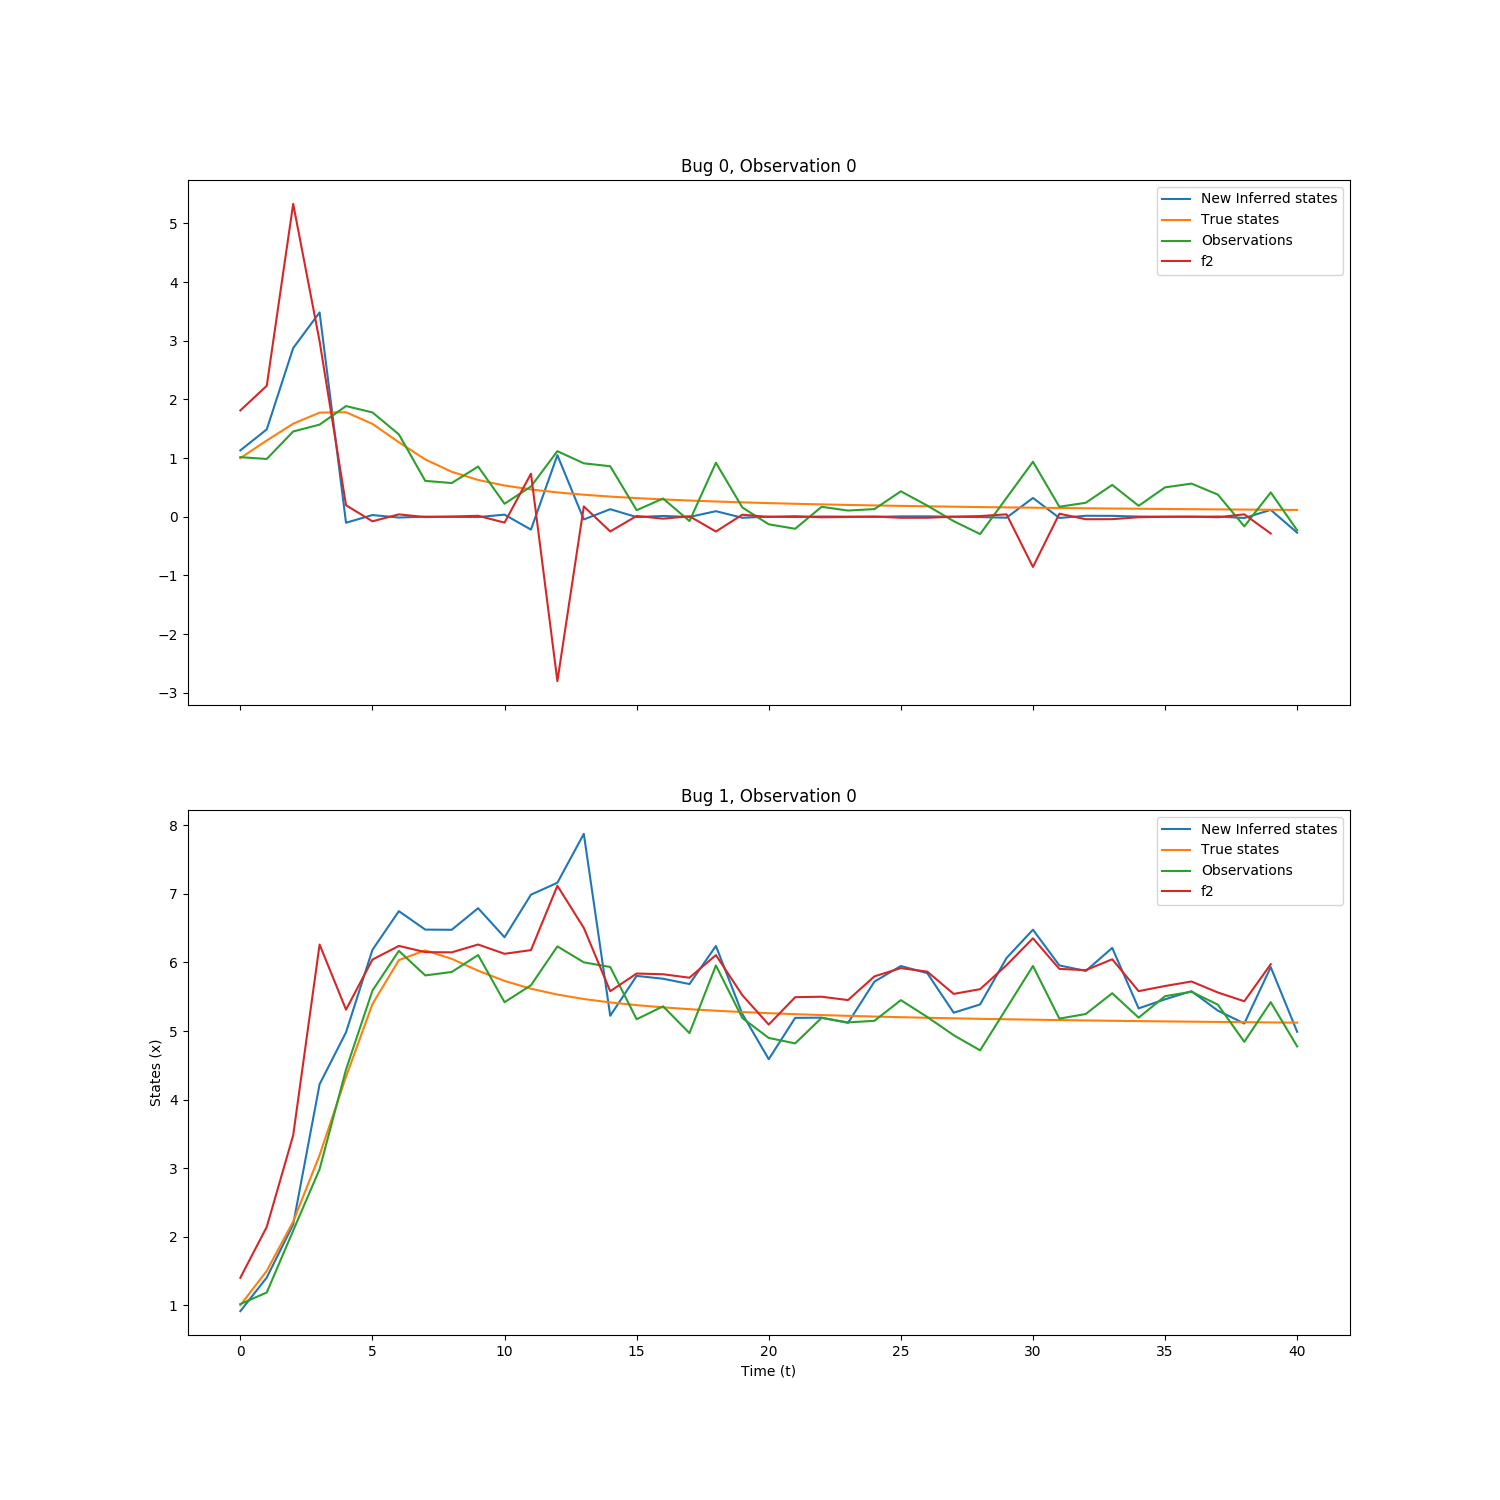 Bug 0, Observation 0
New Inferred states
True states
Observations
f2
5
4
3
2
1
0
−1
−2
−3
Bug 1, Observation 0
New Inferred states
True states
Observations
f2
8
7
6
5
4
3
2
1
States (x)
0 5 10 15 20 25 30 35 40
Time (t)